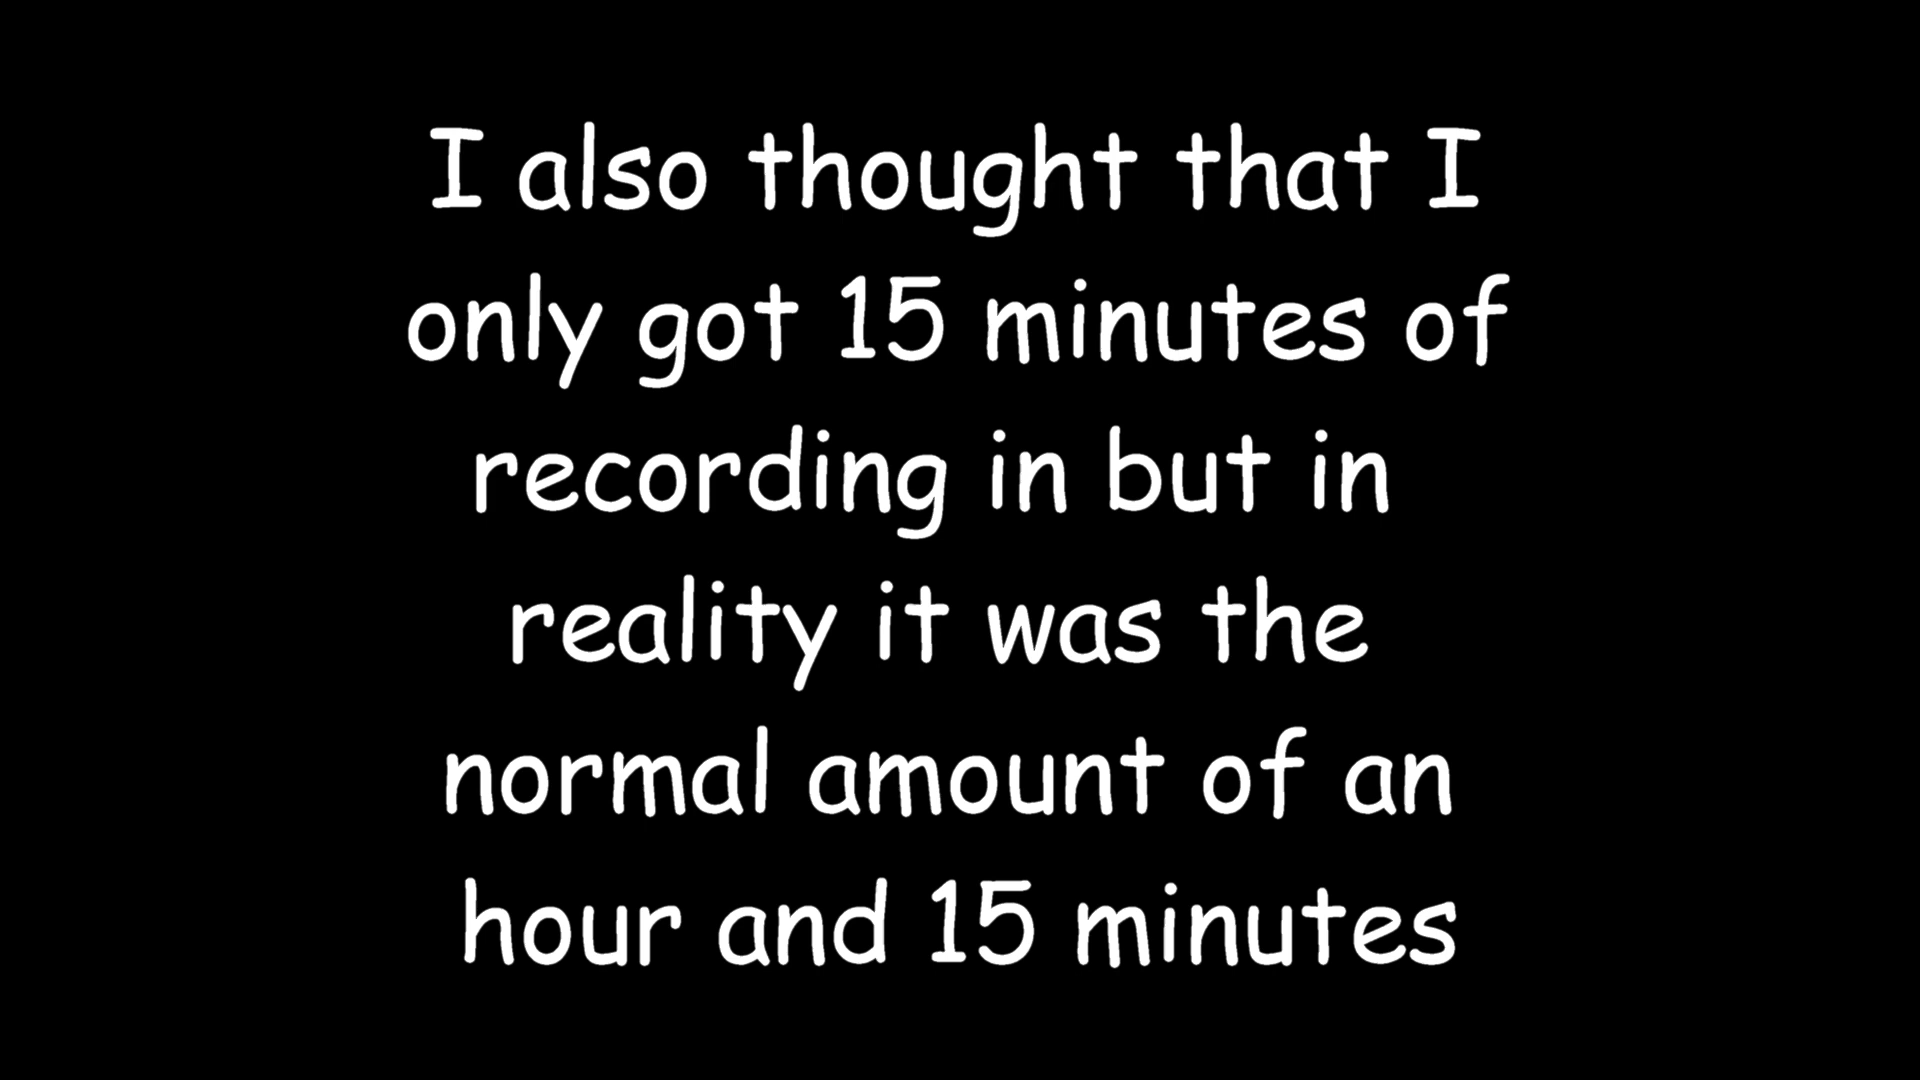 I also thought that I
only got 15 minutes of
recording in but in
reality it was the
normal amount of an
hour and 15 minutes